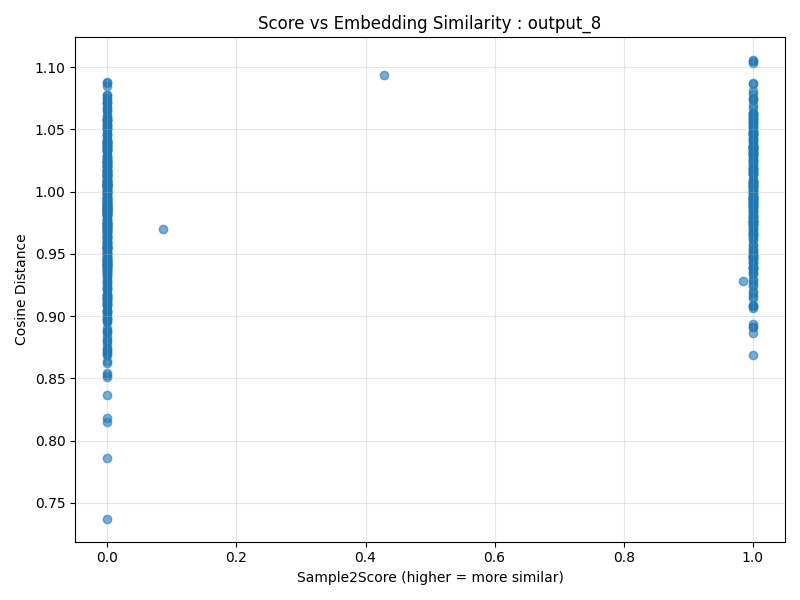 Score vs Embedding Similarity : output_8
Cosine Distance
1.10
1.05
1.00
0.95
0.90
0.85
0.80
0.75
0.0 0.2 0.4 0.6 0.8 1.0
Sample2Score (higher = more similar)